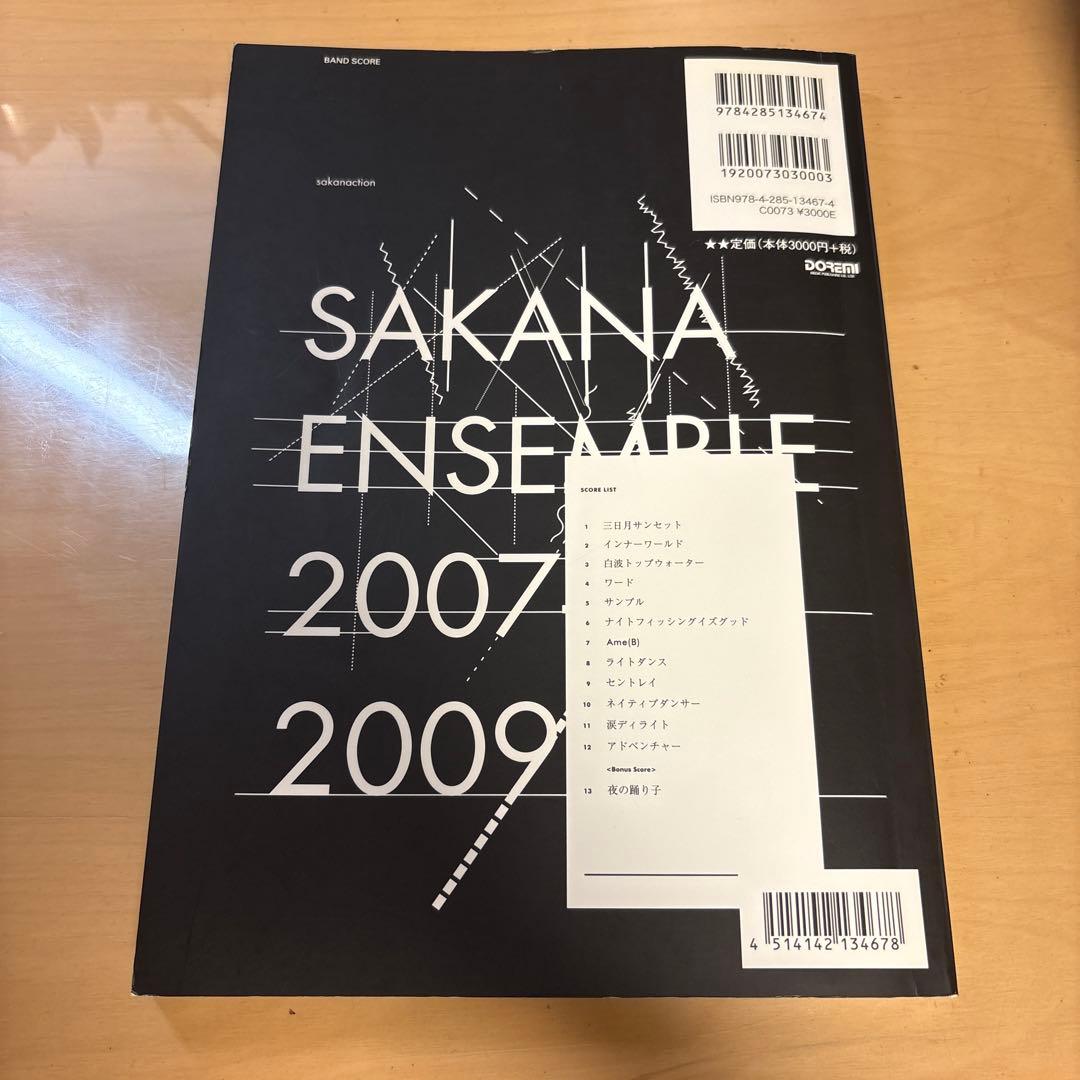 BAND SCORE
9784285134674
1920073030003
ISBN978-4-285-13467-4
C0073 ¥3000E
★★定価(本体3000円+税)
DOREMI
sakanaction
SAKANA
ENSEMBLE
2007-
2009
SCORE LIST
1 三日月サンセット
2 インナーワールド
3 白波トップウォーター
4 ワード
5 サンプル
6 ナイトフィッシングイズグッド
7 Ame(B)
8 ライトダンス
9 セントレイ
10 ネイティブダンサー
11 涙ディライト
12 アドベンチャー
<Bonus Score>
13 夜の踊り子
4 514142 134678